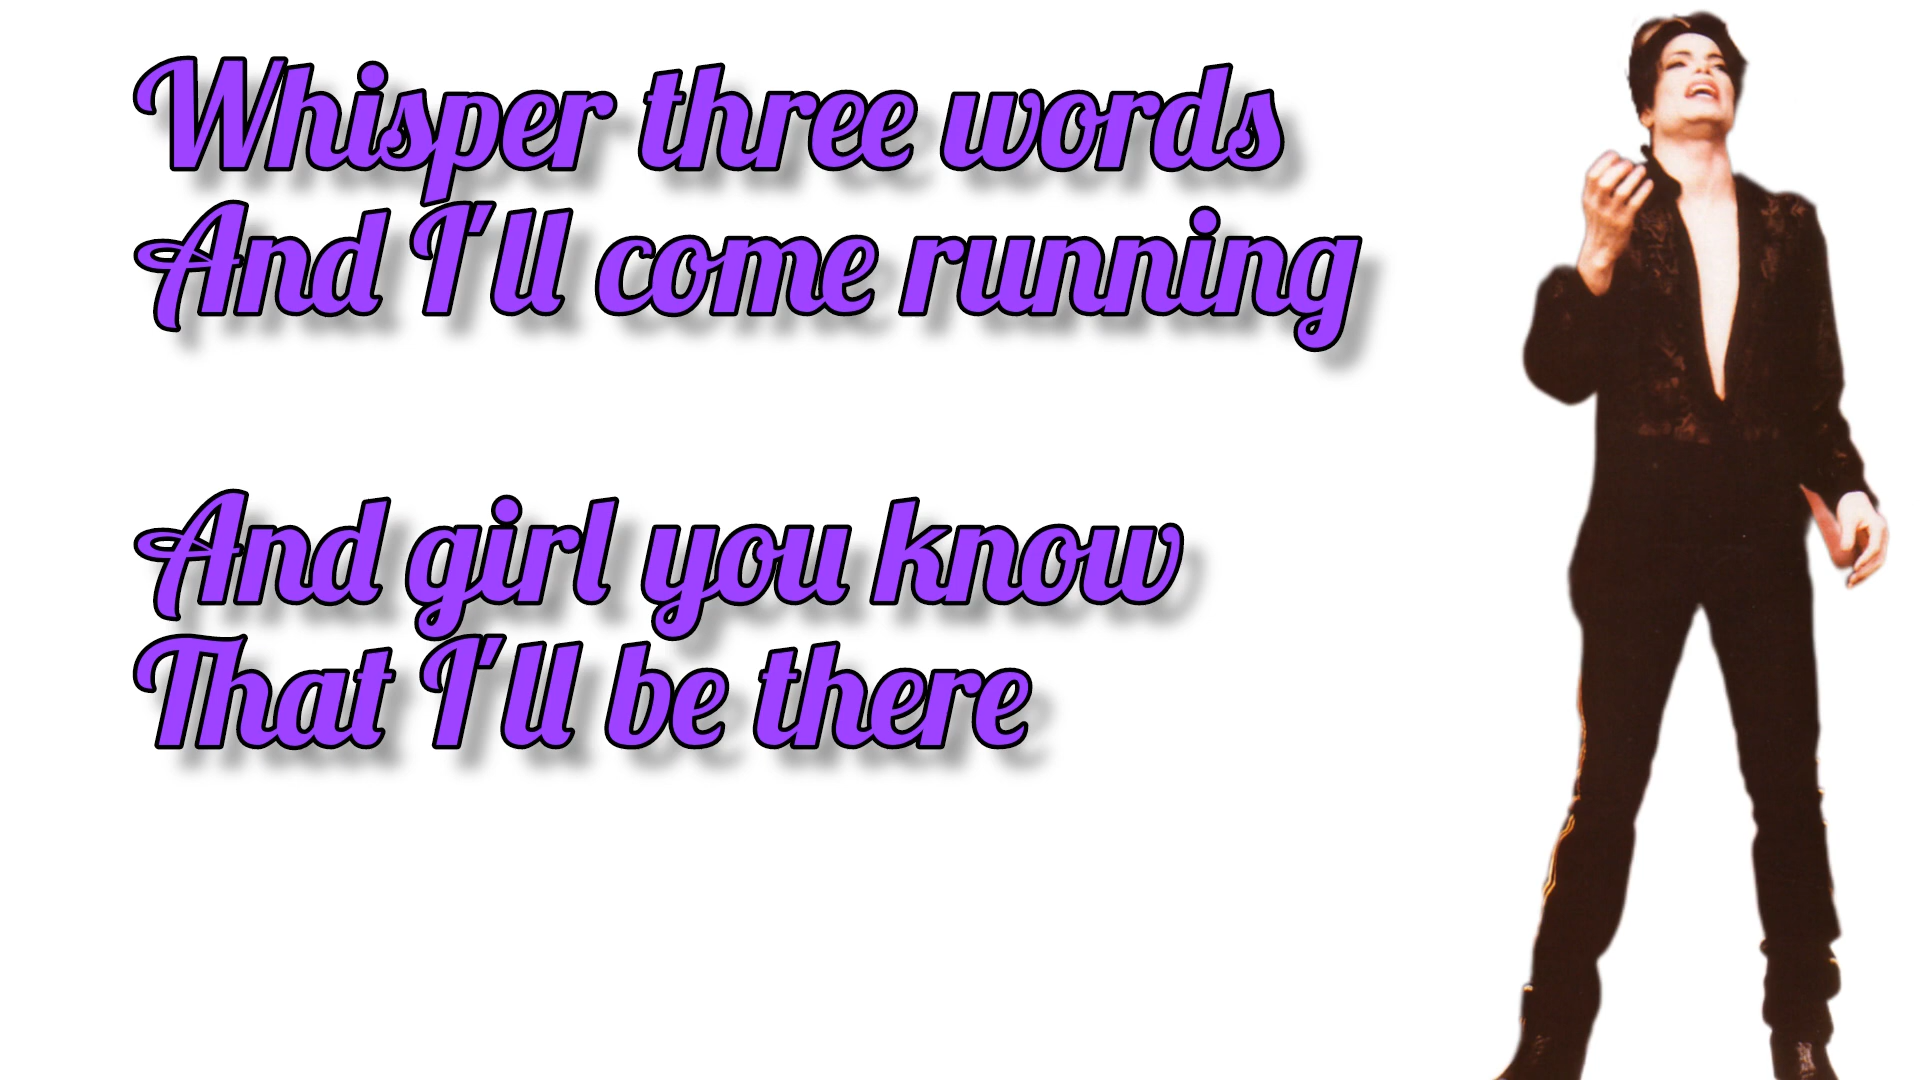 Whisper three words
And I'll come running
And girl you know
That I'll be there